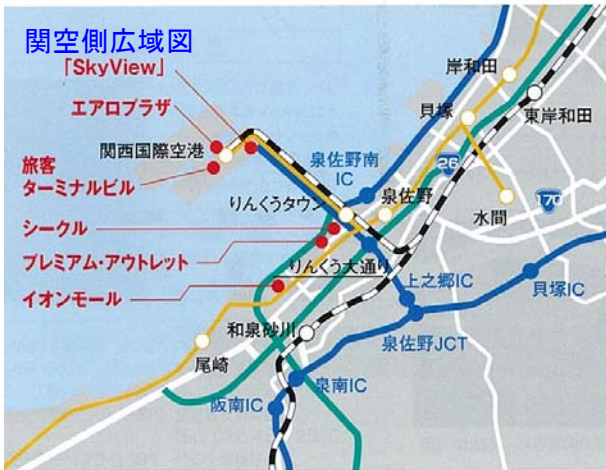 関空側広域図
「SkyView」
エアロプラザ
関西国際空港
旅客
ターミナルビル
シークル
プレミアム・アウトレット
イオンモール
岸和田
貝塚
東岸和田
泉佐野南
IC
26
泉佐野
170
水間
りんくうタウン
りんくう大通り
上之郷IC
貝塚IC
和泉砂川
泉佐野JCT
尾崎
泉南IC
阪南IC